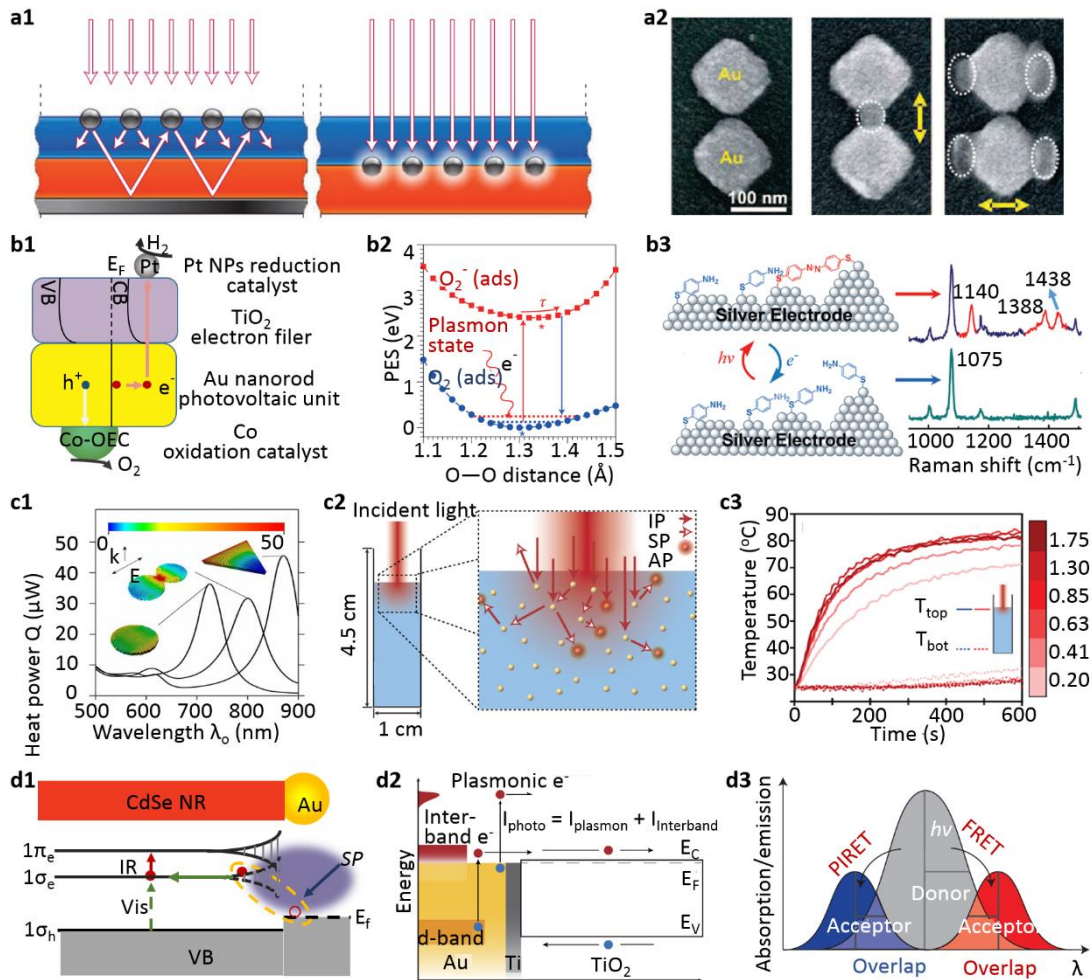 a1
a2
Au
Au
100 nm
b1
H2
Pt
EF
VB
CB
h+
e-
Co-OEC
O2
Pt NPs reduction
catalyst
TiO2
electron filer
Au nanorod
photovoltaic unit
Co
oxidation catalyst
b2
PES (eV)
4
3
2
1
0
O2- (ads)
τ
*
Plasmon
state
e-
O2 (ads)
*
1.1 1.2 1.3 1.4 1.5
O—O distance (Å)
b3
NH2
S
NH2
S
S
N
N
S
Silver Electrode
hν
e-
NH2
S
NH2
S
S
NH2
S
NH2
Silver Electrode
1438
1140
1388
1075
1000 1200 1400
Raman shift (cm-1)
c1
Heat power Q (μW)
50
40
30
20
10
0
0 50
k
E
500 600 700 800 900
Wavelength λo (nm)
c2
Incident light
4.5 cm
1 cm
IP
SP
AP
c3
Temperature (oC)
90
80
70
60
50
40
30
Ttop
Tbot
0 200 400 600
Time (s)
1.75
1.30
0.85
0.63
0.41
0.20
d1
CdSe NR
Au
1πe
IR
SP
1σe
Vis
Ef
1σh
VB
d2
Energy
Plasmonic e-
Inter-
band e-
Iphoto = Iplasmon + IInterband
EC
EF
EV
d-band
Au
Ti
TiO2
d3
Absorption/emission
hν
PIRET
FRET
Donor
Acceptor
Acceptor
Overlap
Overlap
λ